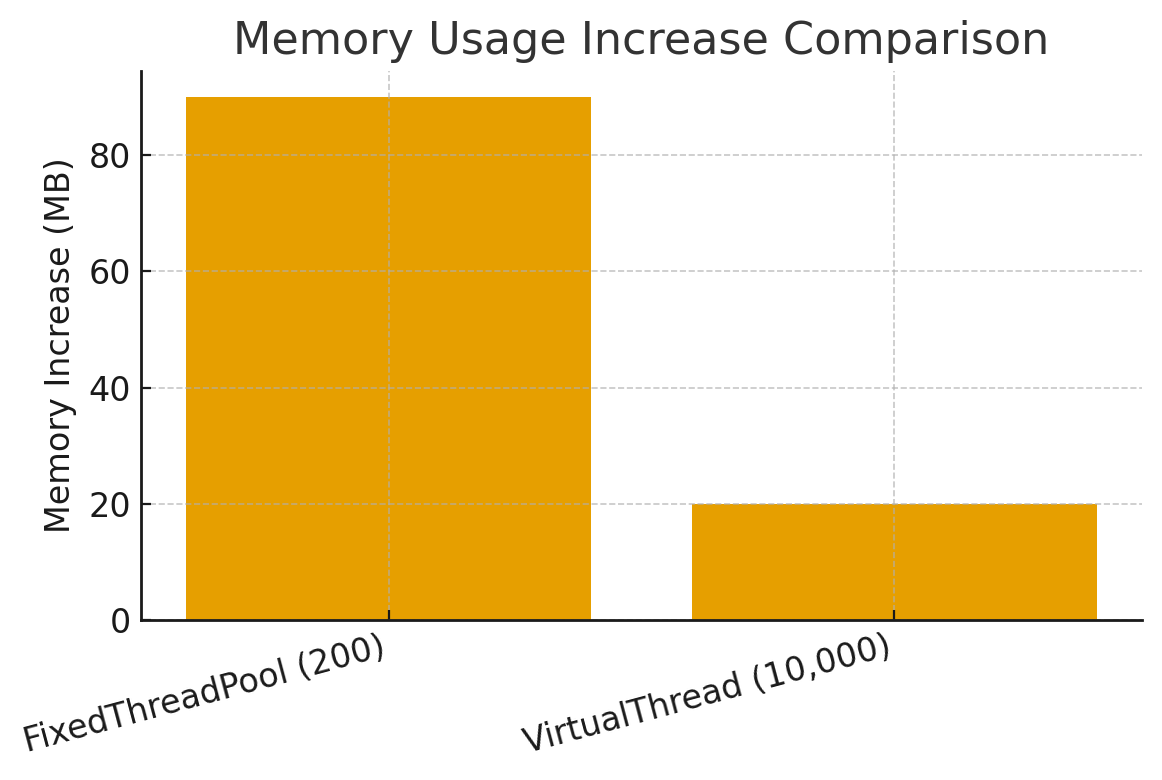 Memory Usage Increase Comparison
Memory Increase (MB)
80
60
40
20
0
FixedThreadPool (200)
VirtualThread (10,000)